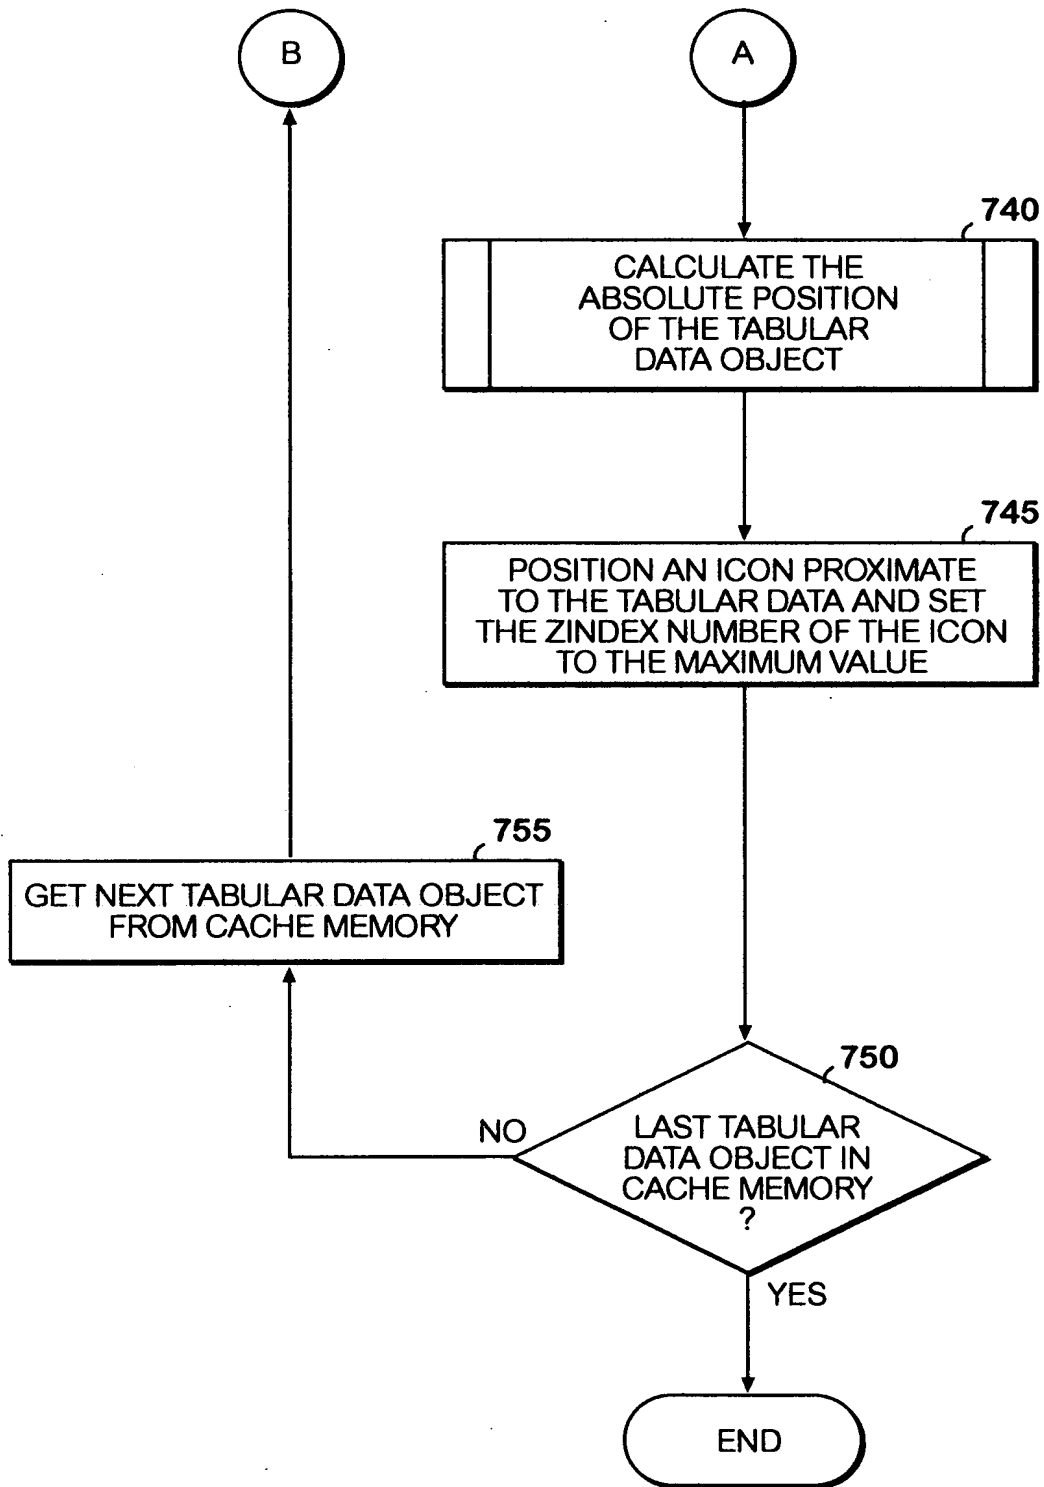 B
A
740
CALCULATE THE
ABSOLUTE POSITION
OF THE TABULAR
DATA OBJECT
745
POSITION AN ICON PROXIMATE
TO THE TABULAR DATA AND SET
THE ZINDEX NUMBER OF THE ICON
TO THE MAXIMUM VALUE
755
GET NEXT TABULAR DATA OBJECT
FROM CACHE MEMORY
750
NO
LAST TABULAR
DATA OBJECT IN
CACHE MEMORY
?
YES
END